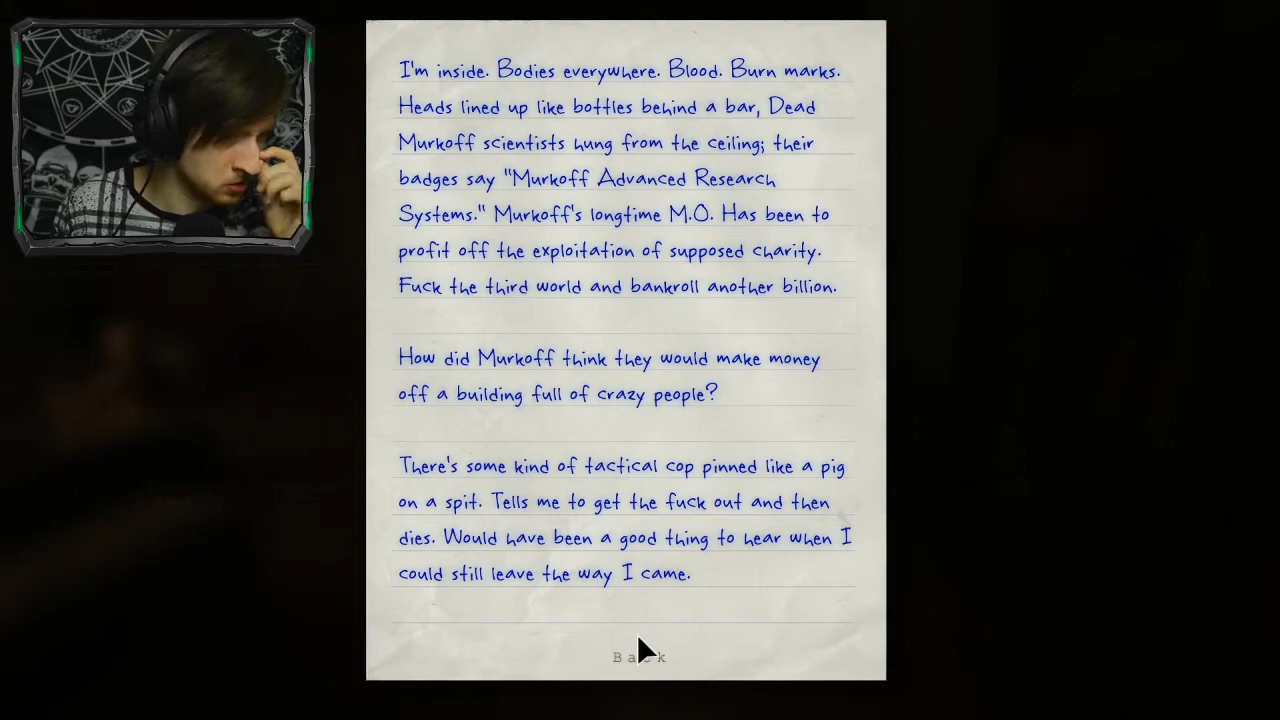 I'm inside. Bodies everywhere. Blood. Burn marks.
Heads lined up like bottles behind a bar, Dead
Murkoff scientists hung from the ceiling; their
badges say "Murkoff Advanced Research
Systems." Murkoff's longtime M.O. Has been to
profit off the exploitation of supposed charity.
Fuck the third world and bankroll another billion.
How did Murkoff think they would make money
off a building full of crazy people?
There's some kind of tactical cop pinned like a pig
on a spit. Tells me to get the fuck out and then
dies. Would have been a good thing to hear when I
could still leave the way I came.
Back